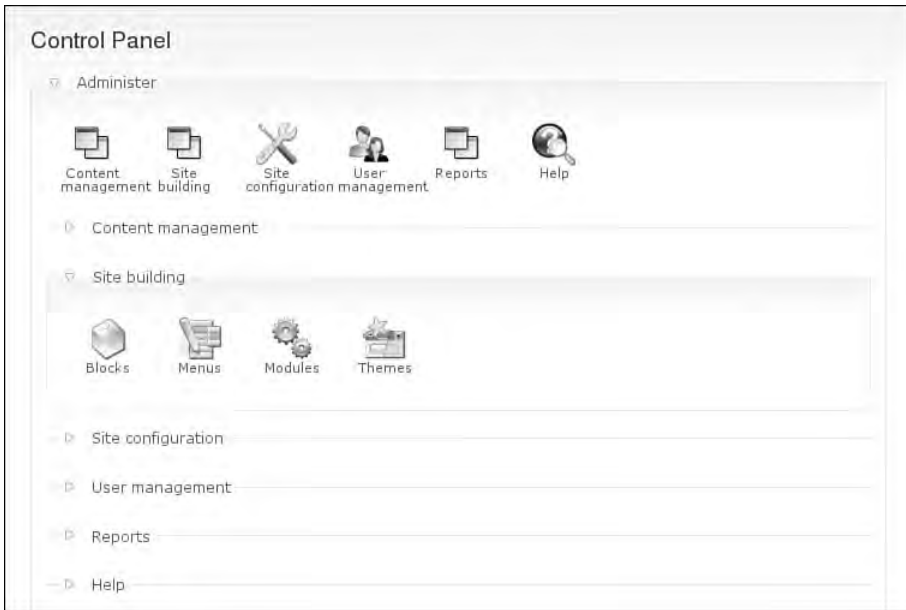 Control Panel
Administer
Content management
Site building
Site configuration
User management
Reports
Help
Content management
Site building
Blocks
Menus
Modules
Themes
Site configuration
User management
Reports
Help